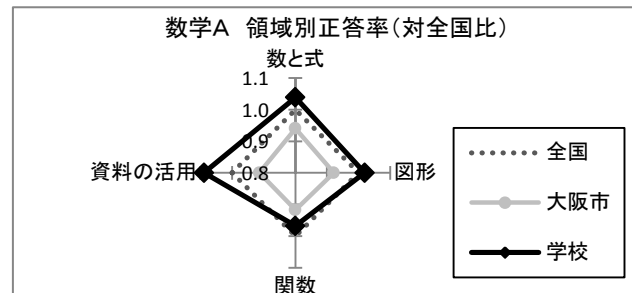 数学A 領域別正答率(対全国比)
数と式
1.1
1.0
0.9
0.8
資料の活用
図形
関数
全国
大阪市
学校